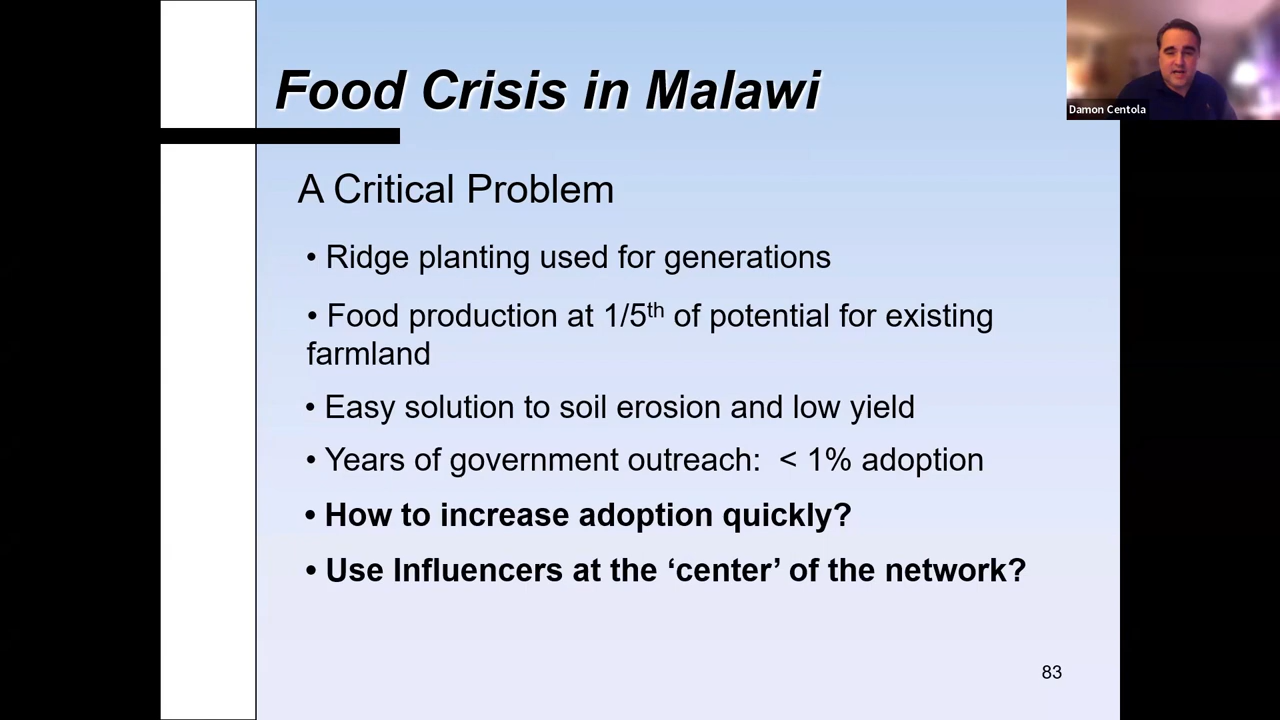 Food Crisis in Malawi
Damon Centola
A Critical Problem
• Ridge planting used for generations
• Food production at 1/5th of potential for existing
farmland
• Easy solution to soil erosion and low yield
• Years of government outreach:  < 1% adoption
• How to increase adoption quickly?
• Use Influencers at the ‘center’ of the network?
83